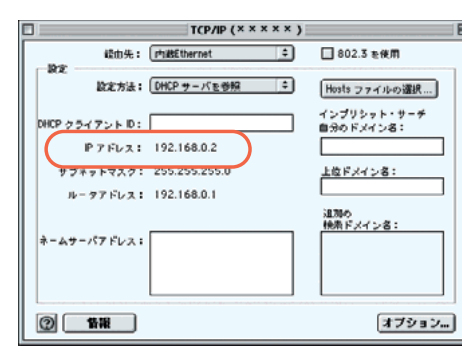 TCP/IP (×××××)
経由先： 内蔵Ethernet
802.3 を使用
設定
設定方法： DHCP サーバを参照
Hosts ファイルの選択...
DHCP クライアント ID：
インプリシット・サーチ
自分のドメイン名：
IP アドレス： 192.168.0.2
サブネットマスク： 255.255.255.0
上位ドメイン名：
ルータアドレス： 192.168.0.1
追加の
検索ドメイン名：
ネームサーバアドレス：
?
情報
オプション...